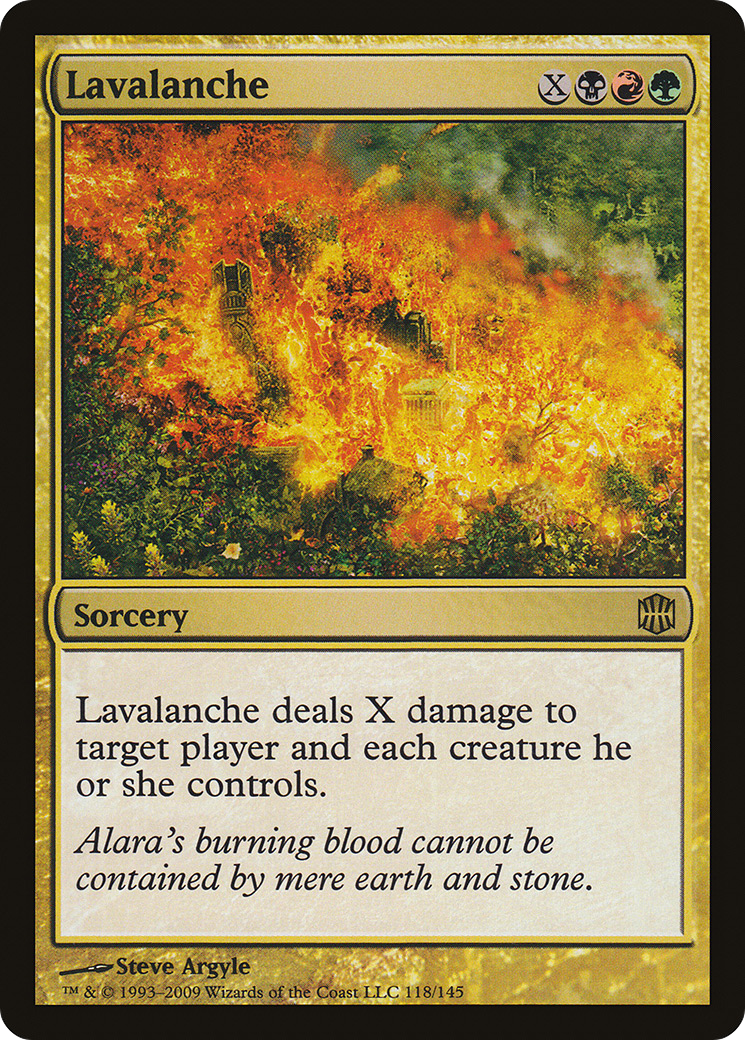 Lavalanche X
Sorcery
Lavalanche deals X damage to
target player and each creature he
or she controls.
Alara's burning blood cannot be
contained by mere earth and stone.
Steve Argyle
™ & © 1993–2009 Wizards of the Coast LLC 118/145